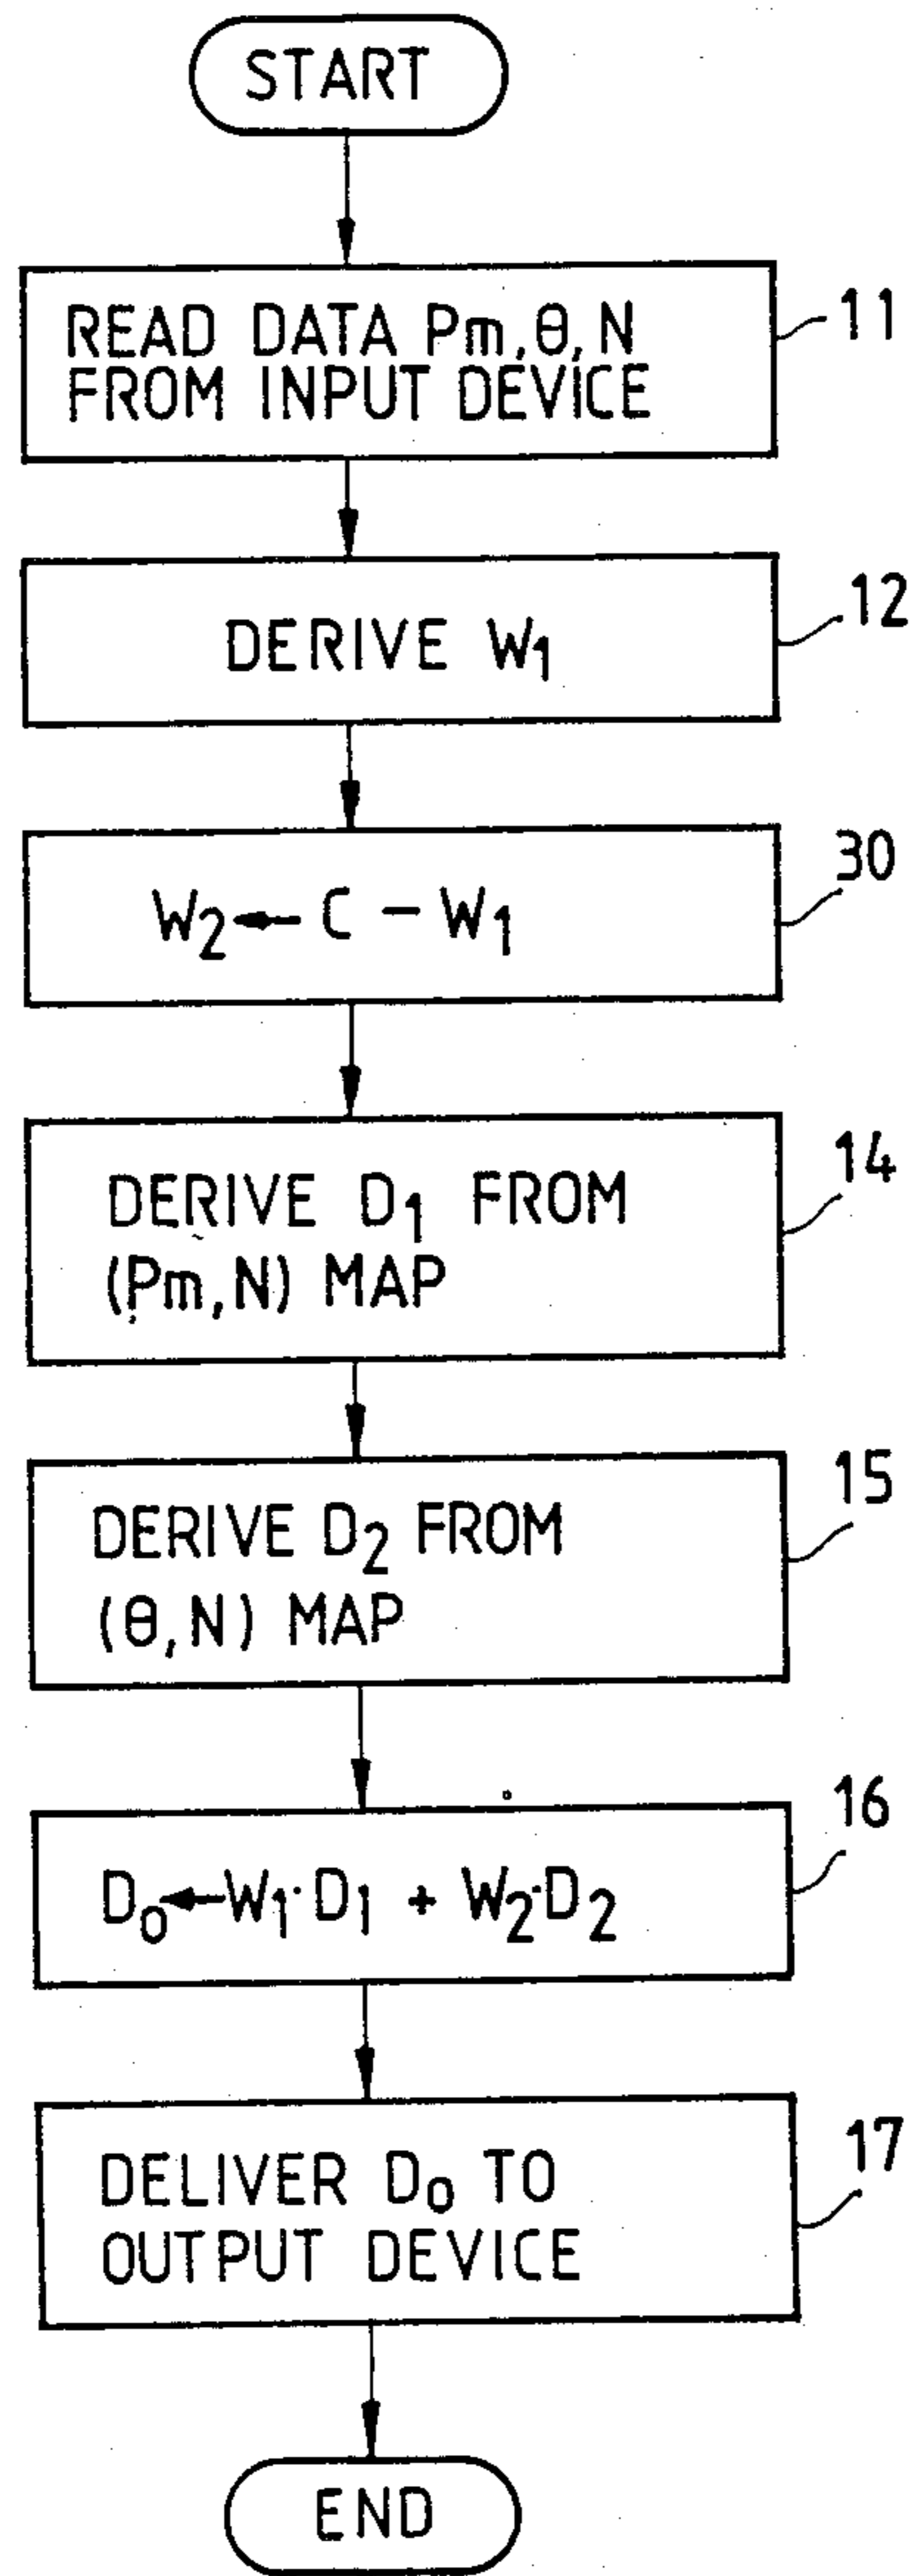 START
READ DATA Pm, θ, N
FROM INPUT DEVICE
11
DERIVE W₁
12
W₂ ← C − W₁
30
DERIVE D₁ FROM
(Pm, N) MAP
14
DERIVE D₂ FROM
(θ, N) MAP
15
D₀ ← W₁·D₁ + W₂·D₂
16
DELIVER D₀ TO
OUTPUT DEVICE
17
END